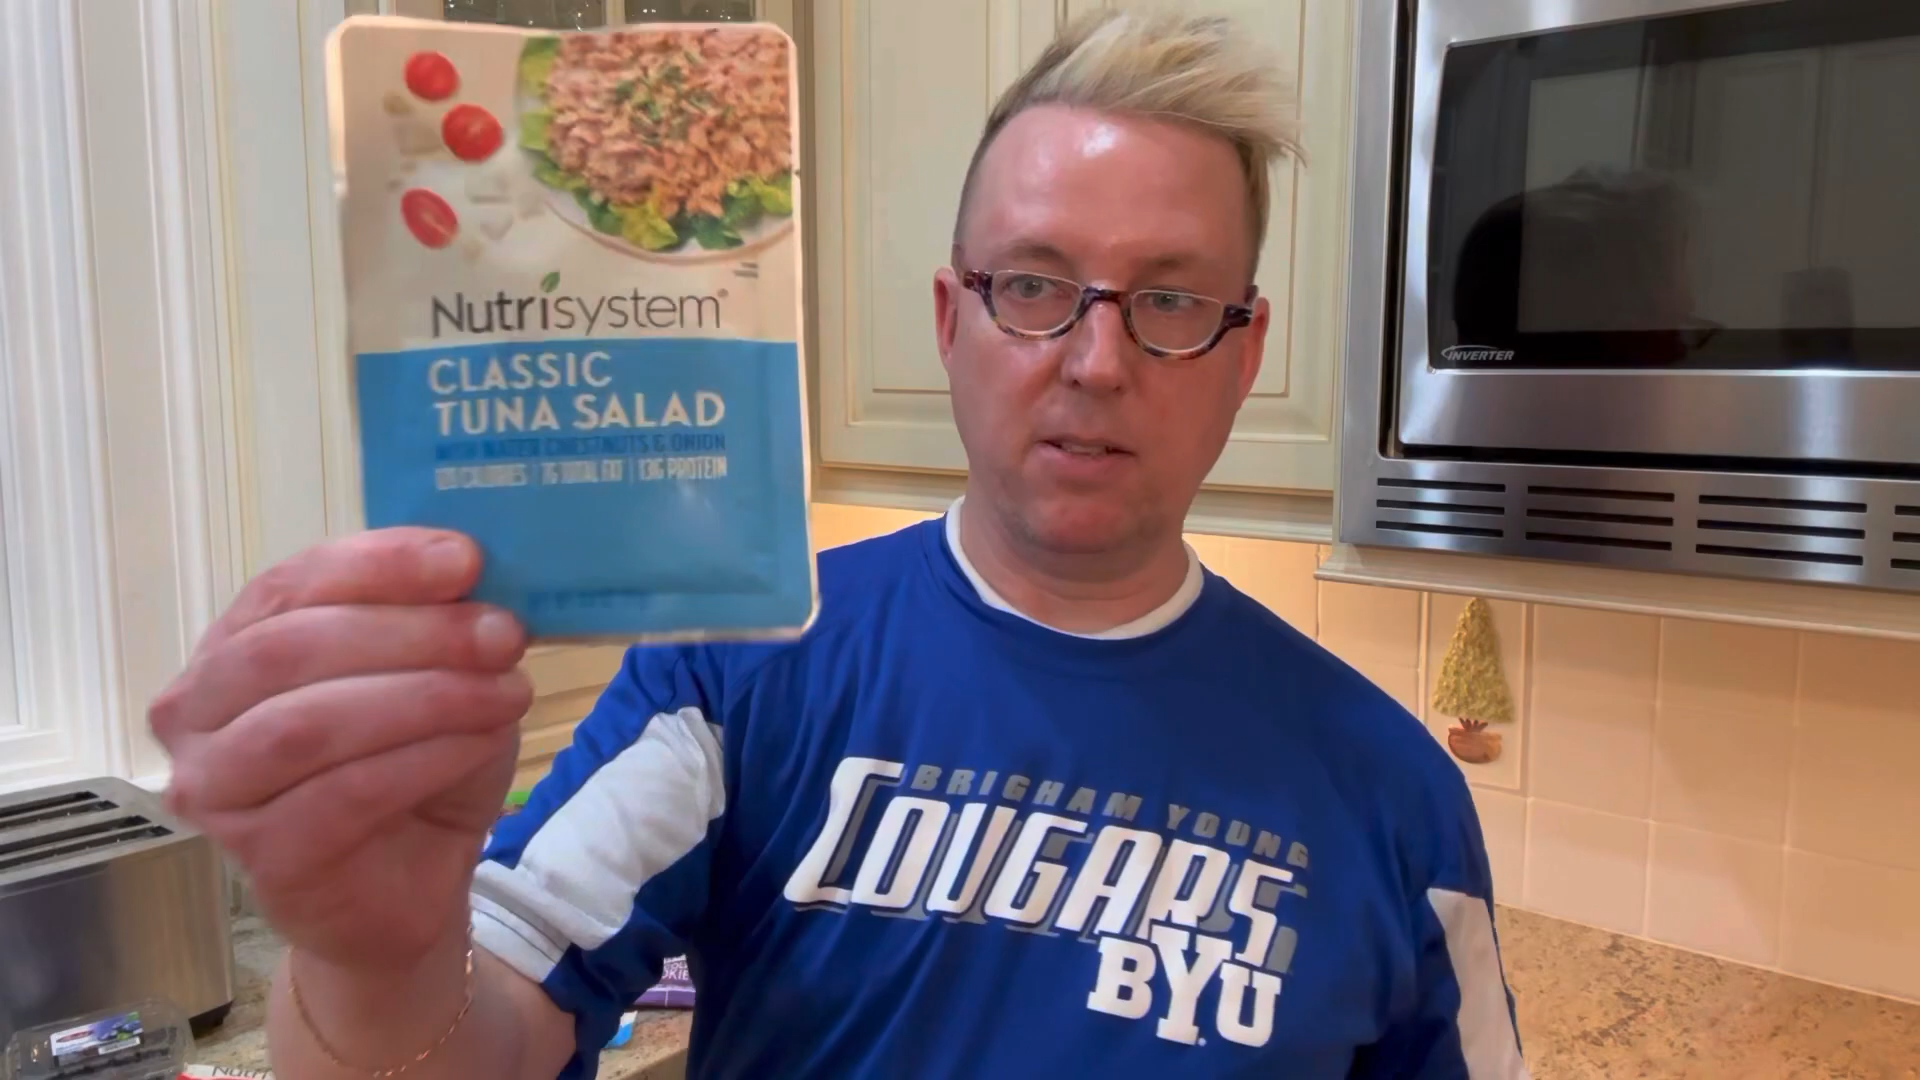 Nutrisystem®
CLASSIC
TUNA SALAD
WITH WATER CHESTNUTS & ONION
CALORIES | 7G TOTAL FAT | 13G PROTEIN
INVERTER
BRIGHAM YOUNG
COUGARS
BYU